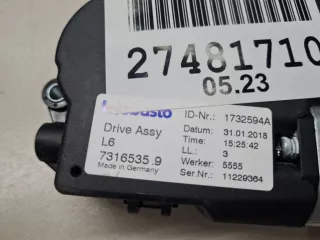 27481710
05.23
Webasto
Drive Assy
L6
7316535.9
Made in Germany
ID-Nr.: 1732594A
Datum: 31.01.2018
Time: 15:25:42
LL.: 3
Werker: 5555
Ser.Nr.: 11229364